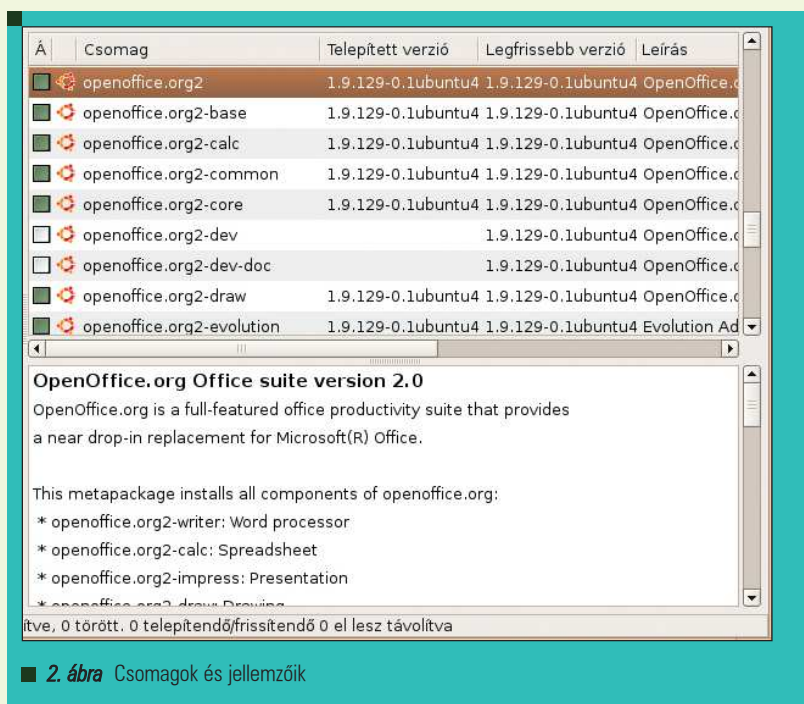 Á Csomag Telepített verzió Legfrissebb verzió Leírás
openoffice.org2 1.9.129-0.1ubuntu4 1.9.129-0.1ubuntu4 OpenOffice.o
openoffice.org2-base 1.9.129-0.1ubuntu4 1.9.129-0.1ubuntu4 OpenOffice.o
openoffice.org2-calc 1.9.129-0.1ubuntu4 1.9.129-0.1ubuntu4 OpenOffice.o
openoffice.org2-common 1.9.129-0.1ubuntu4 1.9.129-0.1ubuntu4 OpenOffice.o
openoffice.org2-core 1.9.129-0.1ubuntu4 1.9.129-0.1ubuntu4 OpenOffice.o
openoffice.org2-dev 1.9.129-0.1ubuntu4 OpenOffice.o
openoffice.org2-dev-doc 1.9.129-0.1ubuntu4 OpenOffice.o
openoffice.org2-draw 1.9.129-0.1ubuntu4 1.9.129-0.1ubuntu4 OpenOffice.o
openoffice.org2-evolution 1.9.129-0.1ubuntu4 1.9.129-0.1ubuntu4 Evolution Ad
OpenOffice.org Office suite version 2.0
OpenOffice.org is a full-featured office productivity suite that provides
a near drop-in replacement for Microsoft(R) Office.
This metapackage installs all components of openoffice.org:
* openoffice.org2-writer: Word processor
* openoffice.org2-calc: Spreadsheet
* openoffice.org2-impress: Presentation
* openoffice.org2-draw: Drawing
ítve, 0 törött. 0 telepítendő/frissítendő 0 el lesz távolítva
2. ábra Csomagok és jellemzőik